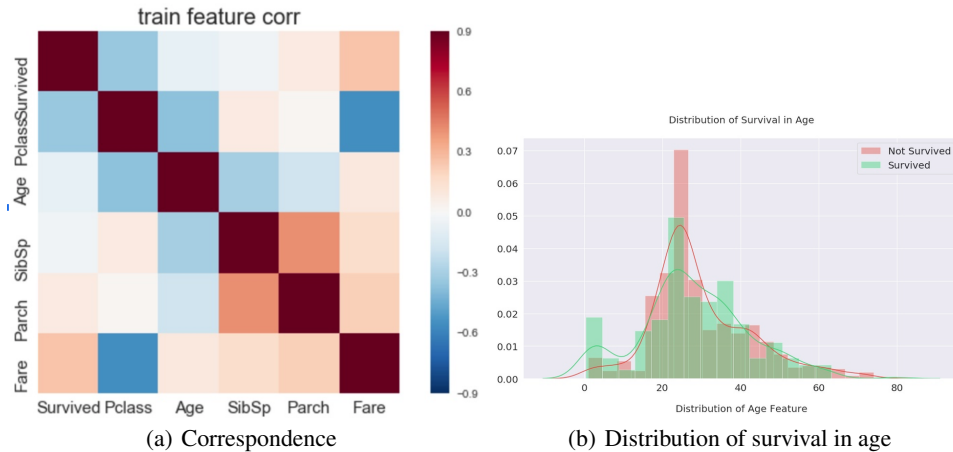 train feature corr
Survived
Pclass
Age
SibSp
Parch
Fare
Survived Pclass Age SibSp Parch Fare
0.9
0.6
0.3
0.0
−0.3
−0.6
−0.9
(a) Correspondence
Distribution of Survival in Age
Not Survived
Survived
0.07
0.06
0.05
0.04
0.03
0.02
0.01
0.00
0 20 40 60 80
Distribution of Age Feature
(b) Distribution of survival in age